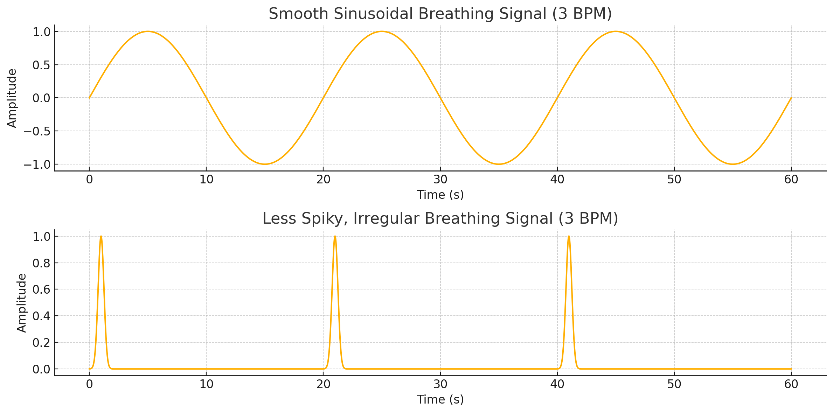 Smooth Sinusoidal Breathing Signal (3 BPM)
1.0
0.5
0.0
−0.5
−1.0
Amplitude
0 10 20 30 40 50 60
Time (s)
Less Spiky, Irregular Breathing Signal (3 BPM)
1.0
0.8
0.6
0.4
0.2
0.0
Amplitude
0 10 20 30 40 50 60
Time (s)